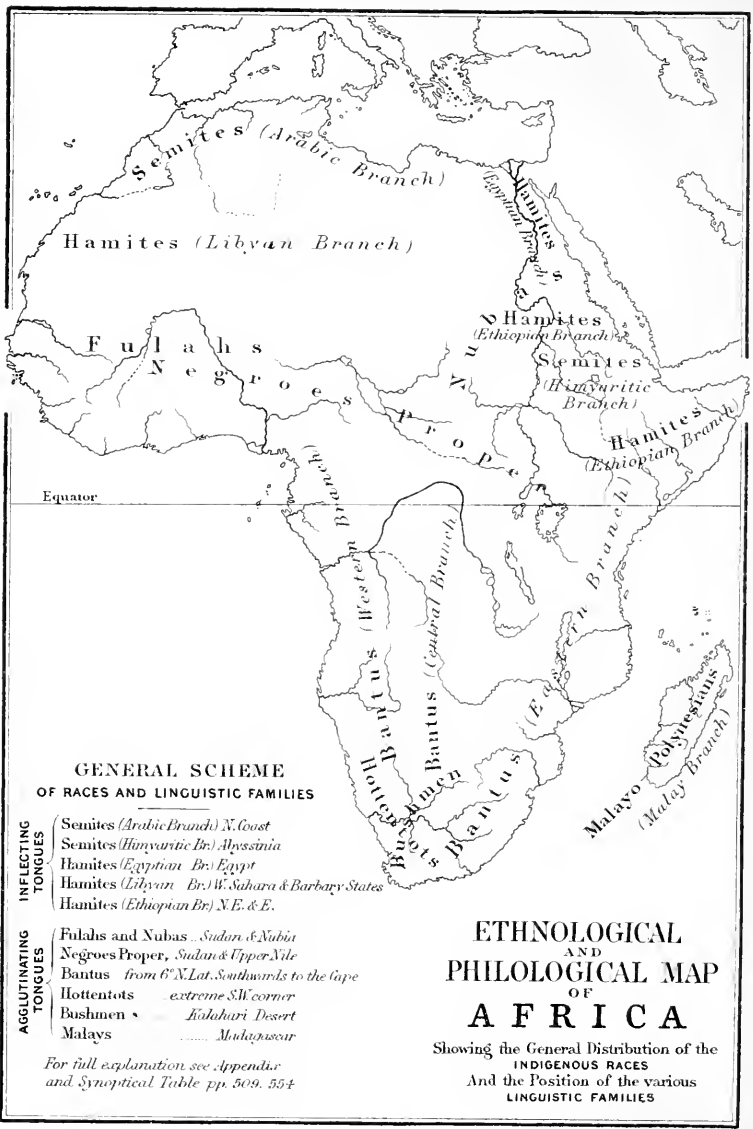 Semites (Arabic Branch)
Hamites (Libyan Branch)
Hamites
(Egyptian Branch)
Fulahs
Negroes Proper
Nubas
Hamites
(Ethiopian Branch)
Semites
(Himyaritic
Branch)
Hamites
(Ethiopian Branch)
Equator
Bantus (Western Branch)
Bantus (Central Branch)
Bantus (Eastern Branch)
Hottentots
Bushmen
Malayo Polynesians
(Malay Branch)
GENERAL SCHEME
OF RACES AND LINGUISTIC FAMILIES
INFLECTING
TONGUES
Semites (Arabic Branch) N. Coast
Semites (Himyaritic Br.) Abyssinia
Hamites (Egyptian Br.) Egypt
Hamites (Libyan Br.) W. Sahara & Barbary States
Hamites (Ethiopian Br.) N.E. & E.
AGGLUTINATING
TONGUES
Fulahs and Nubas .. Sudan & Nubia
Negroes Proper, Sudan & Upper Nile
Bantus from 6° N. Lat. Southwards to the Cape
Hottentots . extreme S.W. corner
Bushmen Kalahari Desert
Malays ...... Madagascar
For full explanation see Appendix
and Synoptical Table pp. 509. 554
ETHNOLOGICAL
AND
PHILOLOGICAL MAP
OF
AFRICA
Showing the General Distribution of the
INDIGENOUS RACES
And the Position of the various
LINGUISTIC FAMILIES